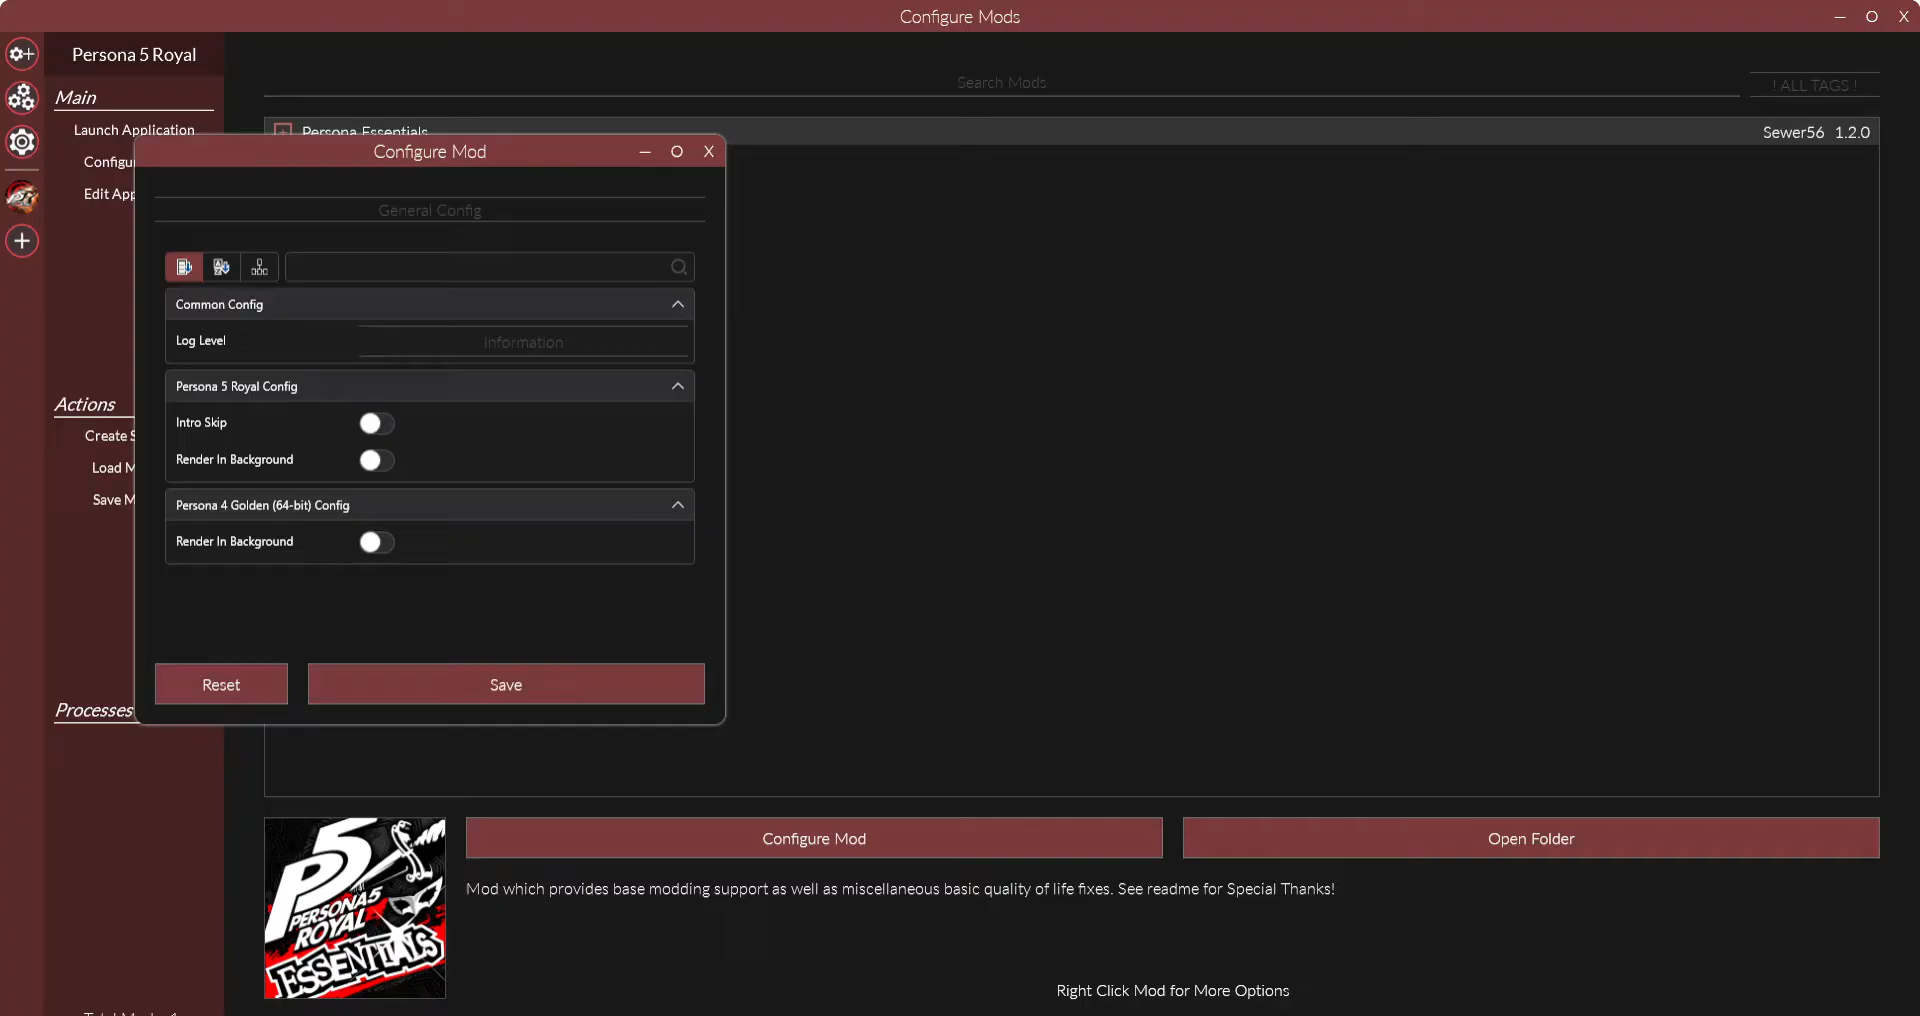 Configure Mods
Persona 5 Royal
Main
Launch Application
Configur
Edit App
Actions
Create S
Load M
Save M
Processes
Search Mods
! ALL TAGS !
Persona Essentials
Sewer56 1.2.0
Configure Mod
General Config
Common Config
Log Level
Information
Persona 5 Royal Config
Intro Skip
Render In Background
Persona 4 Golden (64-bit) Config
Render In Background
Reset
Save
P5
PERSONA5
ROYAL
ESSENTIALS
Configure Mod
Open Folder
Mod which provides base modding support as well as miscellaneous basic quality of life fixes. See readme for Special Thanks!
Right Click Mod for More Options